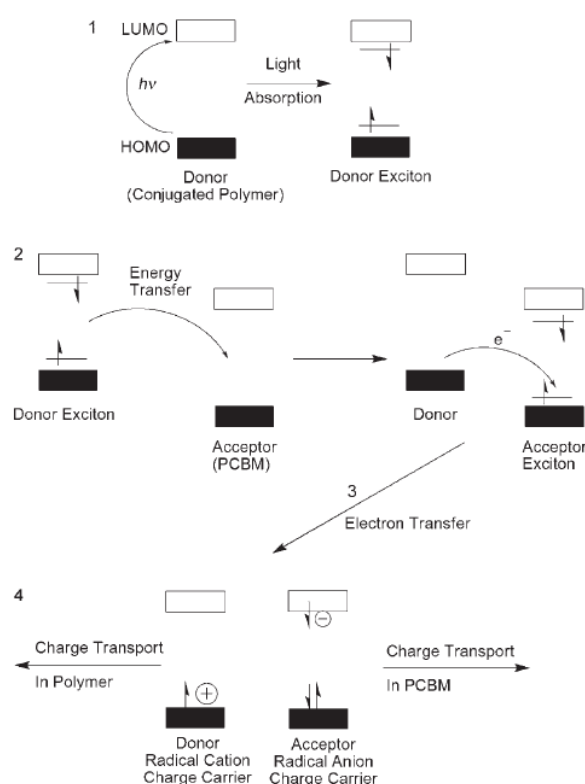 1
LUMO
hν
HOMO
Light
Absorption
Donor
(Conjugated Polymer)
Donor Exciton
2
Energy
Transfer
Donor Exciton
Acceptor
(PCBM)
e−
Donor
Acceptor
Exciton
3
Electron Transfer
4
Charge Transport
In Polymer
+
−
Charge Transport
In PCBM
Donor
Radical Cation
Charge Carrier
Acceptor
Radical Anion
Charge Carrier